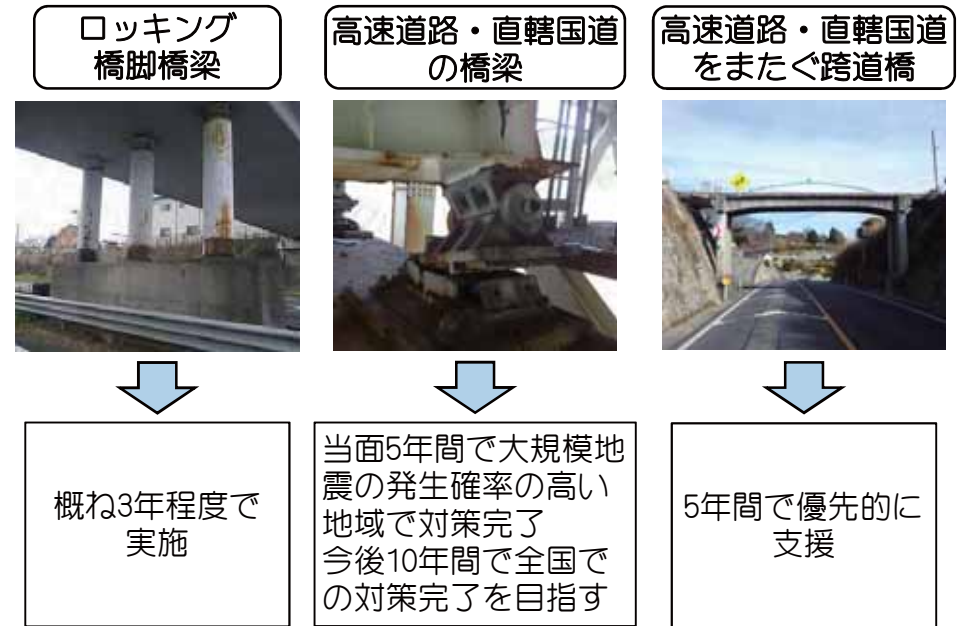 ロッキング
橋脚橋梁
高速道路・直轄国道
の橋梁
高速道路・直轄国道
をまたぐ跨道橋
概ね3年程度で
実施
当面5年間で大規模地
震の発生確率の高い
地域で対策完了
今後10年間で全国で
の対策完了を目指す
5年間で優先的に
支援